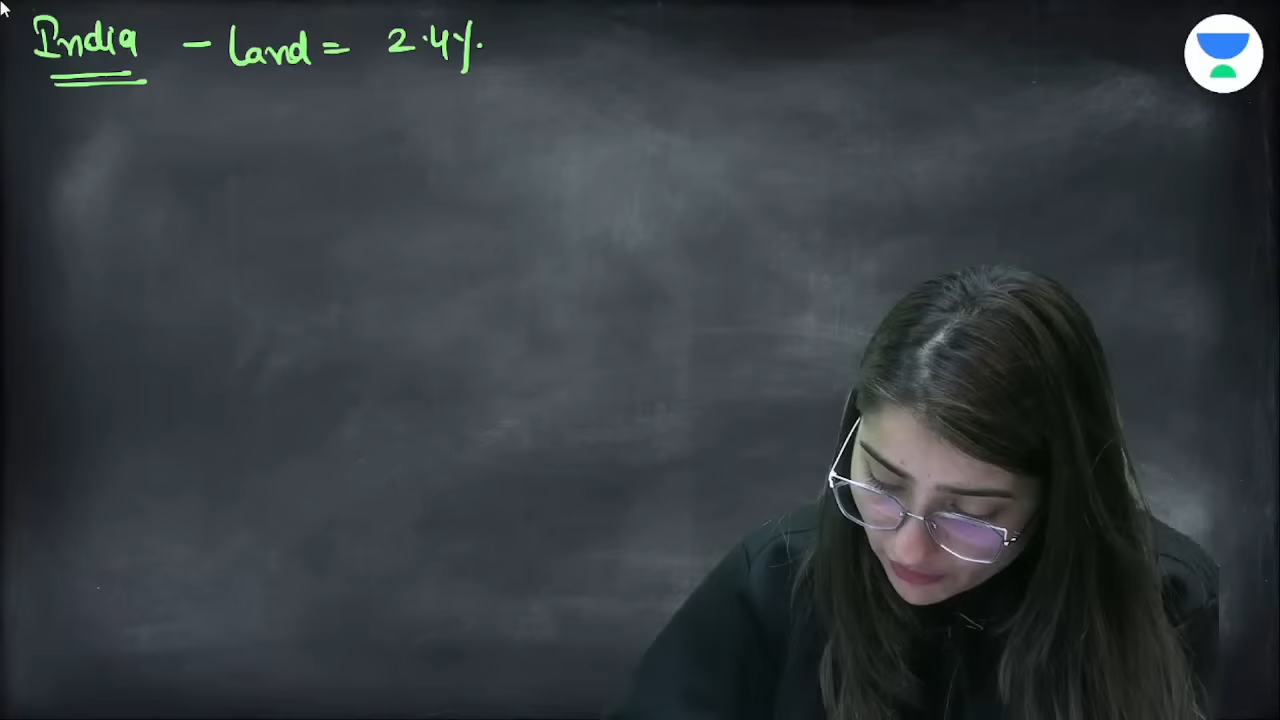 India - Land = 2.4%